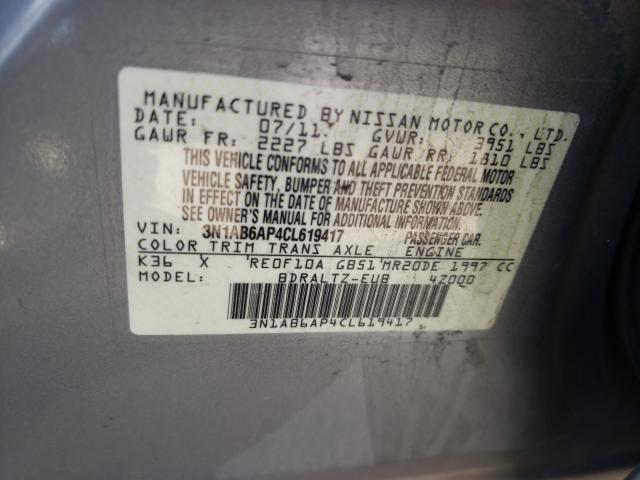 MANUFACTURED BY NISSAN MOTOR CO., LTD.
DATE: 07/11 GVWR: 3951 LBS
GAWR FR: 2227 LBS GAWR RR: 1810 LBS
THIS VEHICLE CONFORMS TO ALL APPLICABLE FEDERAL MOTOR
VEHICLE SAFETY, BUMPER AND THEFT PREVENTION STANDARDS
IN EFFECT ON THE DATE OF MANUFACTURE SHOWN ABOVE.
SEE OWNER'S MANUAL FOR ADDITIONAL INFORMATION.
VIN: 3N1AB6AP4CL619417 PASSENGER CAR.
COLOR TRIM TRANS AXLE ENGINE
K36 X RE0F10A GB51 MR20DE 1997 CC
MODEL: BDRALTZ-EUB 42000
3N1AB6AP4CL619417